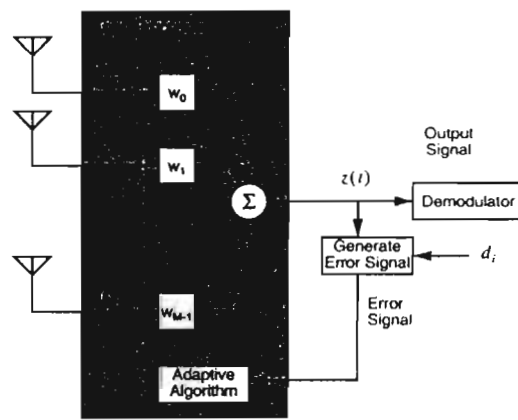 w0
w1
Σ
wM-1
Adaptive
Algorithm
Output
Signal
z(t)
Demodulator
Generate
Error Signal
di
Error
Signal